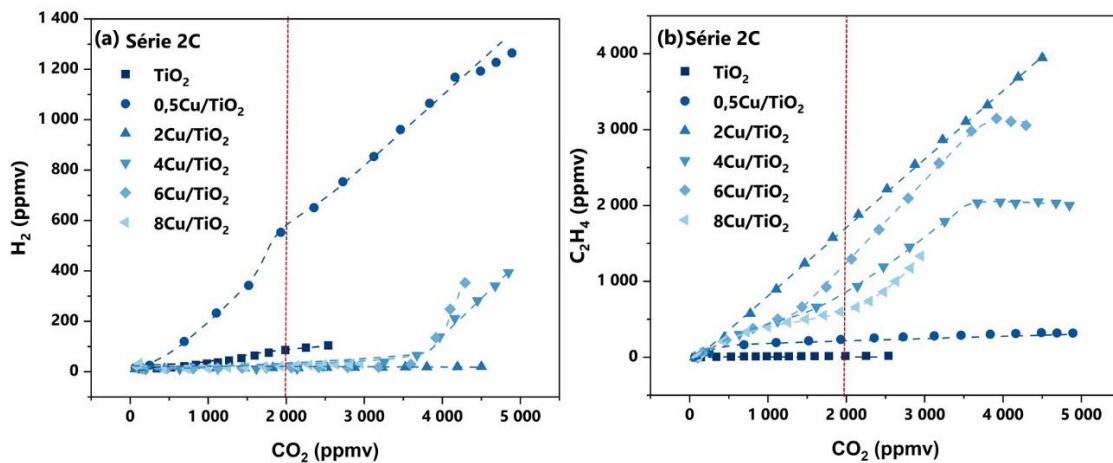 (a) Série 2C
TiO₂
0,5Cu/TiO₂
2Cu/TiO₂
4Cu/TiO₂
6Cu/TiO₂
8Cu/TiO₂
H₂ (ppmv)
1 400
1 200
1 000
800
600
400
200
0
0 1 000 2 000 3 000 4 000 5 000
CO₂ (ppmv)
(b) Série 2C
TiO₂
0,5Cu/TiO₂
2Cu/TiO₂
4Cu/TiO₂
6Cu/TiO₂
8Cu/TiO₂
C₂H₄ (ppmv)
4 000
3 000
2 000
1 000
0
0 1 000 2 000 3 000 4 000 5 000
CO₂ (ppmv)